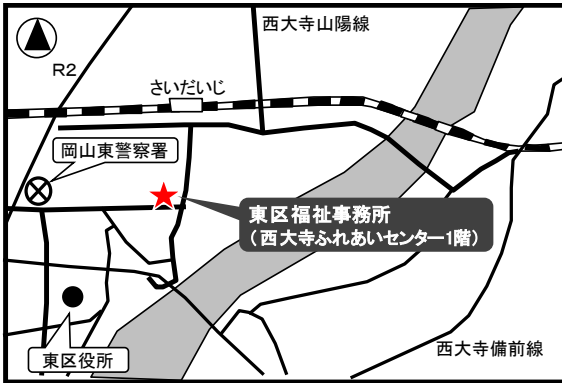 西大寺山陽線
R2
さいだいじ
岡山東警察署
東区福祉事務所
（西大寺ふれあいセンター1階）
東区役所
西大寺備前線